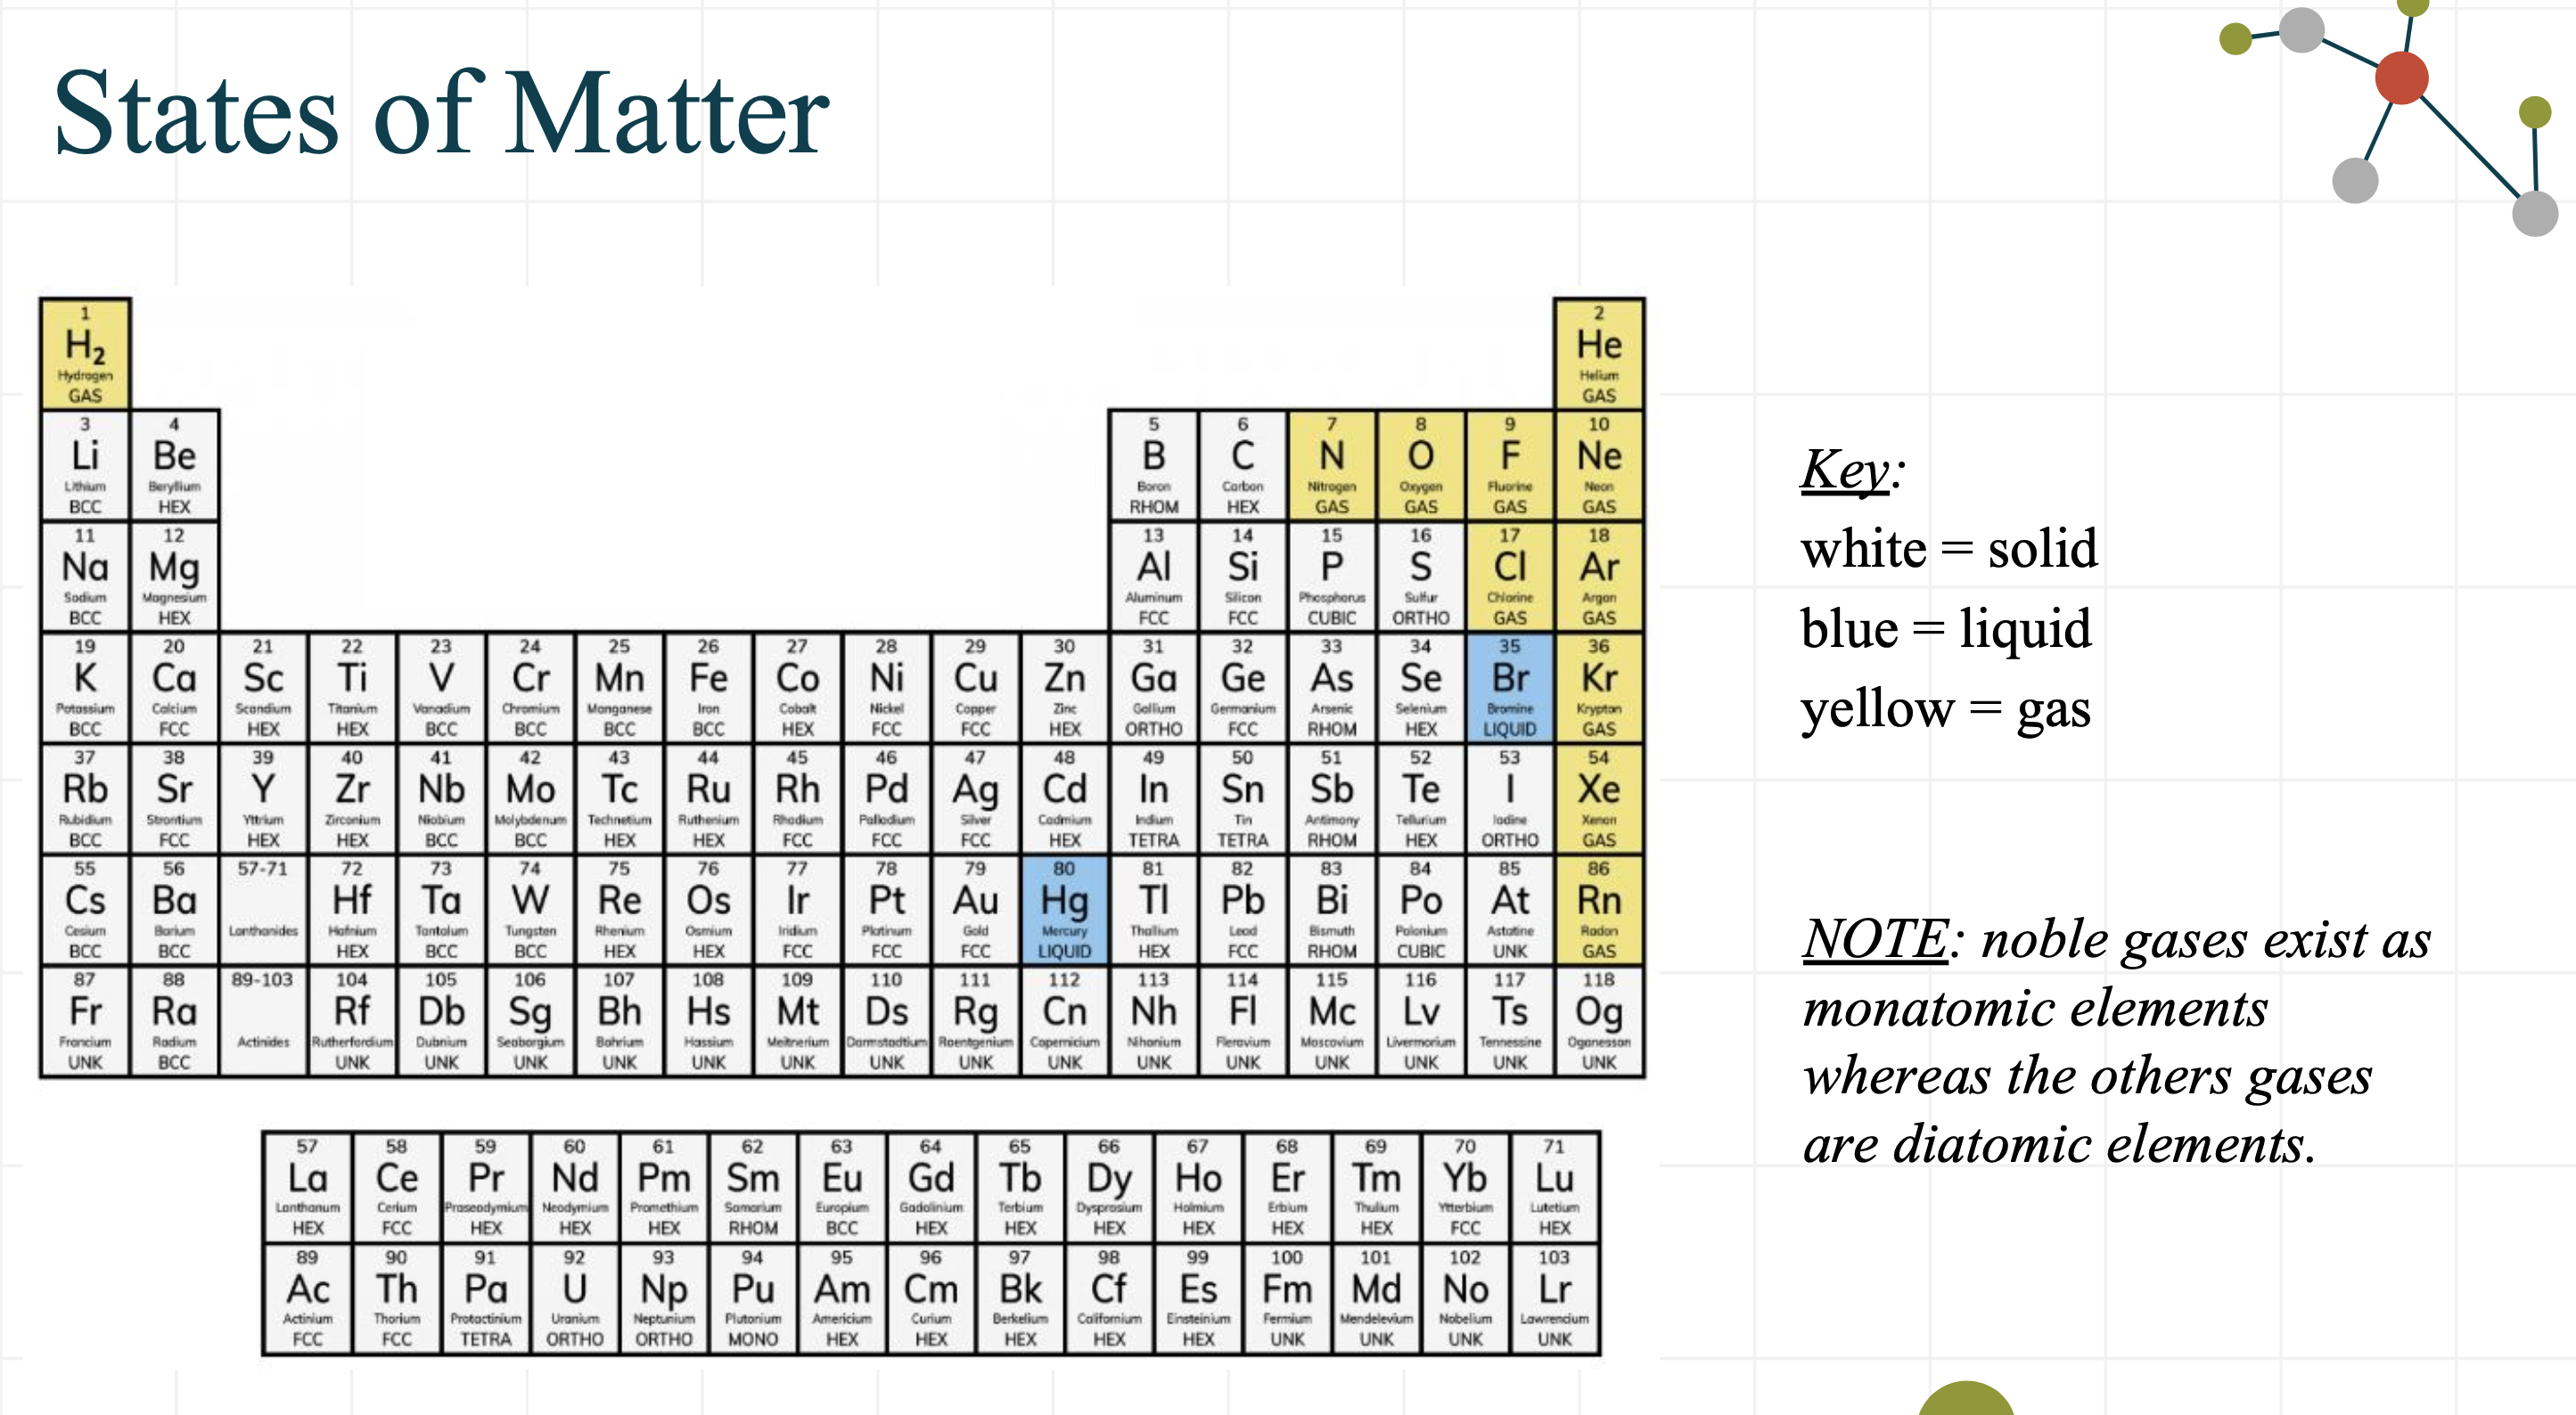 States of Matter
1 2
H2 He
Hydrogen Helium
GAS GAS
3 4 5 6 7 8 9 10
Li Be B C N O F Ne
Lithium Beryllium Boron Carbon Nitrogen Oxygen Fluorine Neon
BCC HEX RHOM HEX GAS GAS GAS GAS
11 12 13 14 15 16 17 18
Na Mg Al Si P S Cl Ar
Sodium Magnesium Aluminum Silicon Phosphorus Sulfur Chlorine Argon
BCC HEX FCC FCC CUBIC ORTHO GAS GAS
19 20 21 22 23 24 25 26 27 28 29 30 31 32 33 34 35 36
K Ca Sc Ti V Cr Mn Fe Co Ni Cu Zn Ga Ge As Se Br Kr
Potassium Calcium Scandium Titanium Vanadium Chromium Manganese Iron Cobalt Nickel Copper Zinc Gallium Germanium Arsenic Selenium Bromine Krypton
BCC FCC HEX HEX BCC BCC BCC BCC HEX FCC FCC HEX ORTHO FCC RHOM HEX LIQUID GAS
37 38 39 40 41 42 43 44 45 46 47 48 49 50 51 52 53 54
Rb Sr Y Zr Nb Mo Tc Ru Rh Pd Ag Cd In Sn Sb Te I Xe
Rubidium Strontium Yttrium Zirconium Niobium Molybdenum Technetium Ruthenium Rhodium Palladium Silver Cadmium Indium Tin Antimony Tellurium Iodine Xenon
BCC FCC HEX HEX BCC BCC HEX HEX FCC FCC FCC HEX TETRA TETRA RHOM HEX ORTHO GAS
55 56 57-71 72 73 74 75 76 77 78 79 80 81 82 83 84 85 86
Cs Ba Hf Ta W Re Os Ir Pt Au Hg Tl Pb Bi Po At Rn
Cesium Barium Lanthanides Hafnium Tantalum Tungsten Rhenium Osmium Iridium Platinum Gold Mercury Thallium Lead Bismuth Polonium Astatine Radon
BCC BCC HEX BCC BCC HEX HEX FCC FCC FCC LIQUID HEX FCC RHOM CUBIC UNK GAS
87 88 89-103 104 105 106 107 108 109 110 111 112 113 114 115 116 117 118
Fr Ra Rf Db Sg Bh Hs Mt Ds Rg Cn Nh Fl Mc Lv Ts Og
Francium Radium Actinides Rutherfordium Dubnium Seaborgium Bohrium Hassium Meitnerium Darmstadtium Roentgenium Copernicium Nihonium Flerovium Moscovium Livermorium Tennessine Oganesson
UNK BCC UNK UNK UNK UNK UNK UNK UNK UNK UNK UNK UNK UNK UNK UNK UNK
57 58 59 60 61 62 63 64 65 66 67 68 69 70 71
La Ce Pr Nd Pm Sm Eu Gd Tb Dy Ho Er Tm Yb Lu
Lanthanum Cerium Praseodymium Neodymium Promethium Samarium Europium Gadolinium Terbium Dysprosium Holmium Erbium Thulium Ytterbium Lutetium
HEX FCC HEX HEX HEX RHOM BCC HEX HEX HEX HEX HEX HEX FCC HEX
89 90 91 92 93 94 95 96 97 98 99 100 101 102 103
Ac Th Pa U Np Pu Am Cm Bk Cf Es Fm Md No Lr
Actinium Thorium Protactinium Uranium Neptunium Plutonium Americium Curium Berkelium Californium Einsteinium Fermium Mendelevium Nobelium Lawrencium
FCC FCC TETRA ORTHO ORTHO MONO HEX HEX HEX HEX HEX UNK UNK UNK UNK
Key:
white = solid
blue = liquid
yellow = gas
NOTE: noble gases exist as
monatomic elements
whereas the others gases
are diatomic elements.